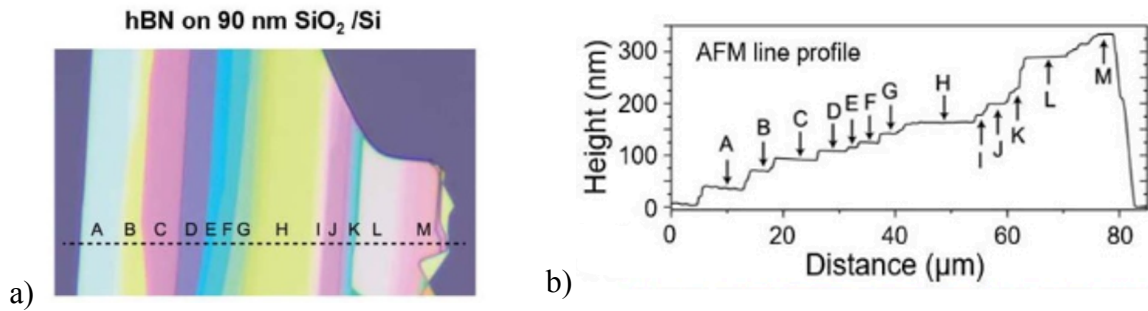 hBN on 90 nm SiO₂ /Si
A B C D E F G H I J K L M
a)
AFM line profile
Height (nm)
300
200
100
0
A B C D E F G H I J K L M
0 20 40 60 80
Distance (μm)
b)